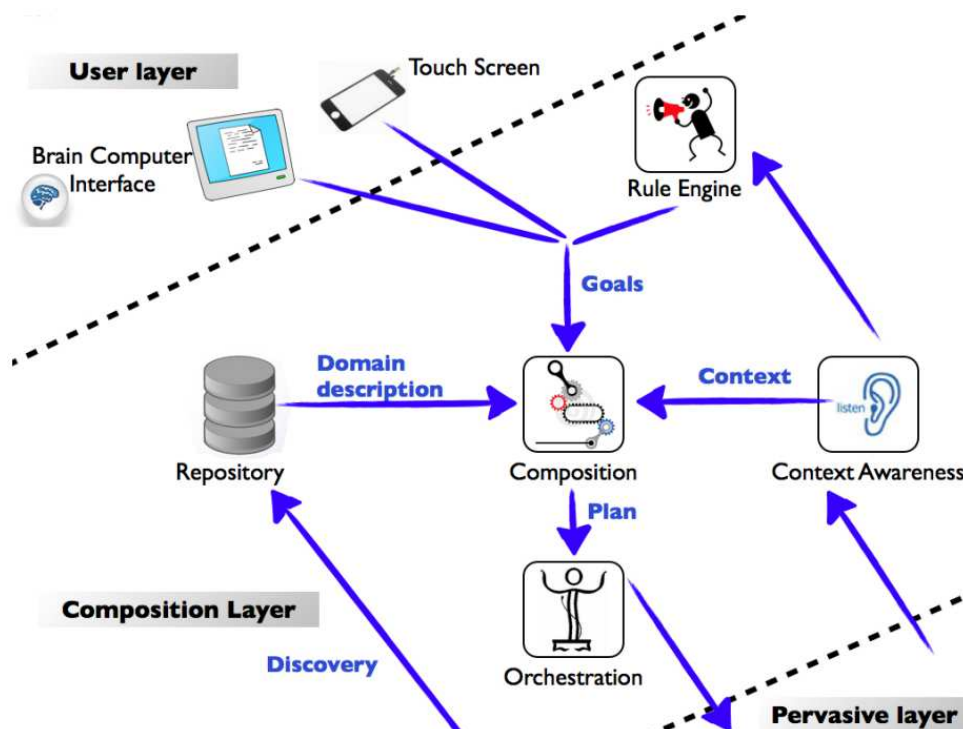 User layer
Touch Screen
Brain Computer
Interface
Rule Engine
Goals
Domain
description
Context
listen
Repository
Composition
Context Awareness
Plan
Composition Layer
Discovery
Orchestration
Pervasive layer